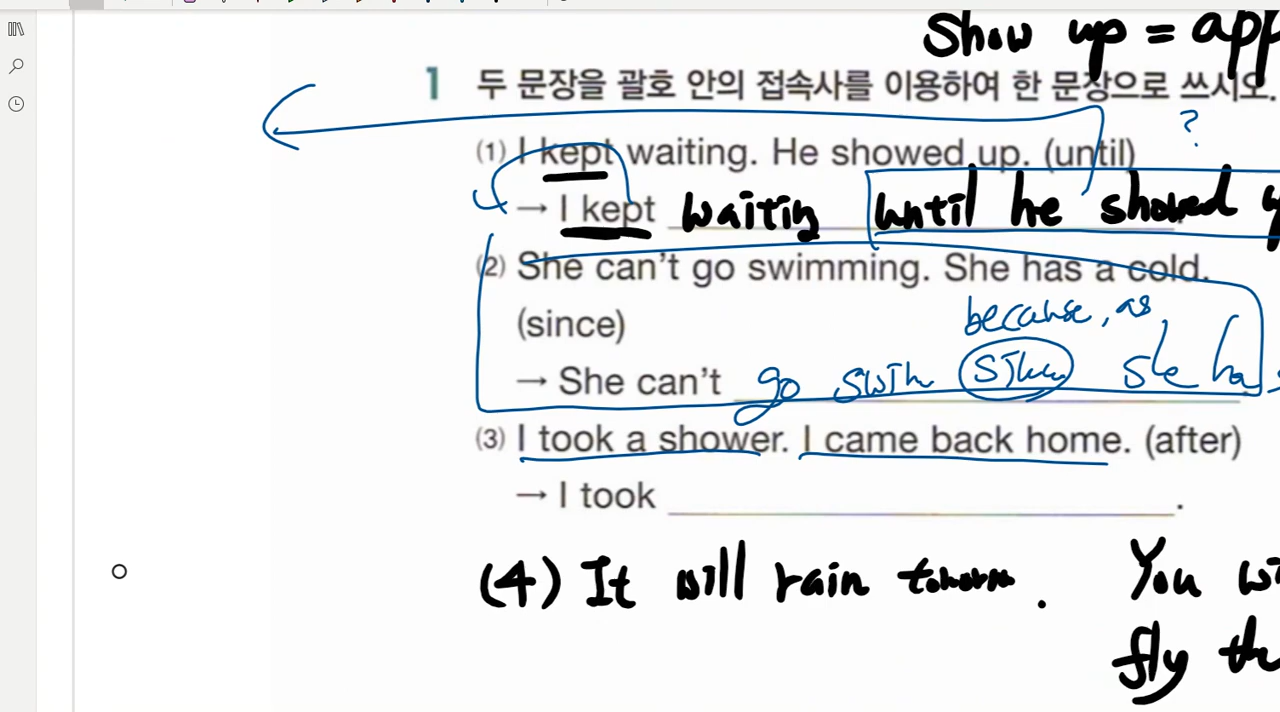 Show up = app
1 두 문장을 괄호 안의 접속사를 이용하여 한 문장으로 쓰시오.
?
(1) I kept waiting. He showed up. (until)
→ I kept waiting until he showed
(2) She can't go swimming. She has a cold.
(since)
because, as
→ She can't go swim she ha
(3) I took a shower. I came back home. (after)
→ I took .
(4) It will rain . You wi
fly the